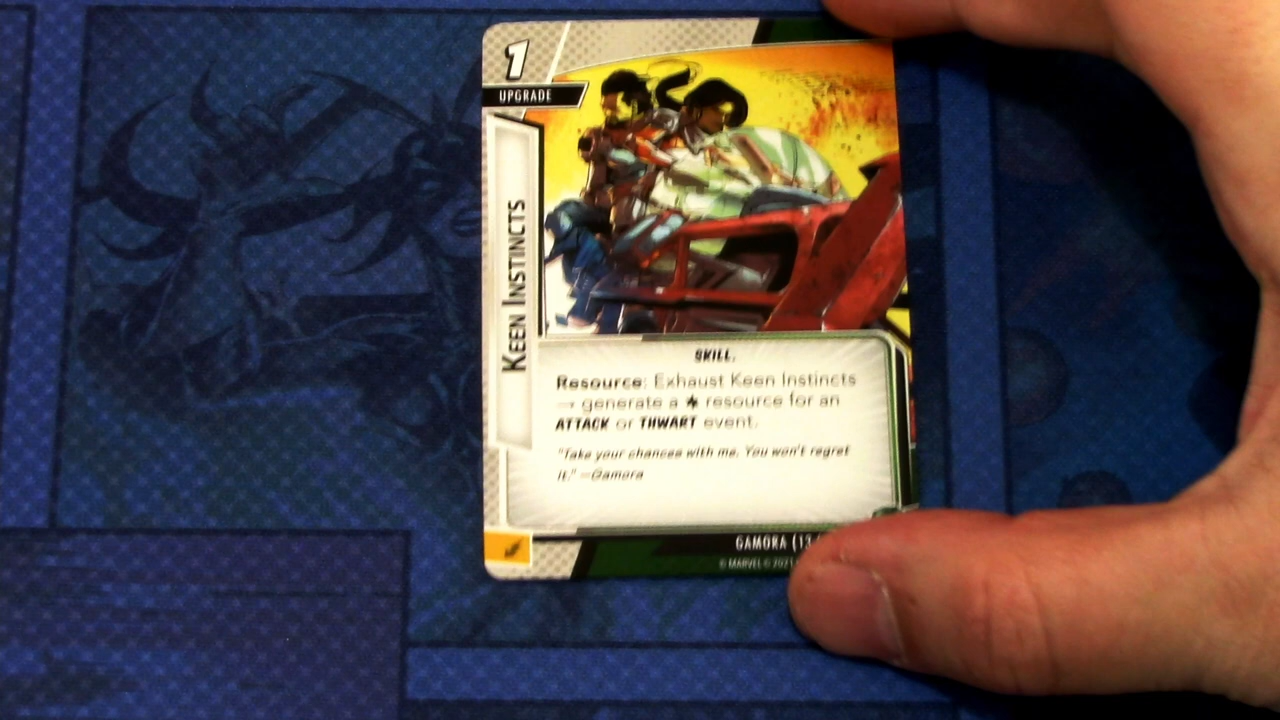 1
UPGRADE
KEEN INSTINCTS
SKILL.
Resource: Exhaust Keen Instincts
→ generate a resource for an
ATTACK or THWART event.
"Take your chances with me. You won't regret
it." —Gamora
GAMORA (13
© MARVEL © 2021